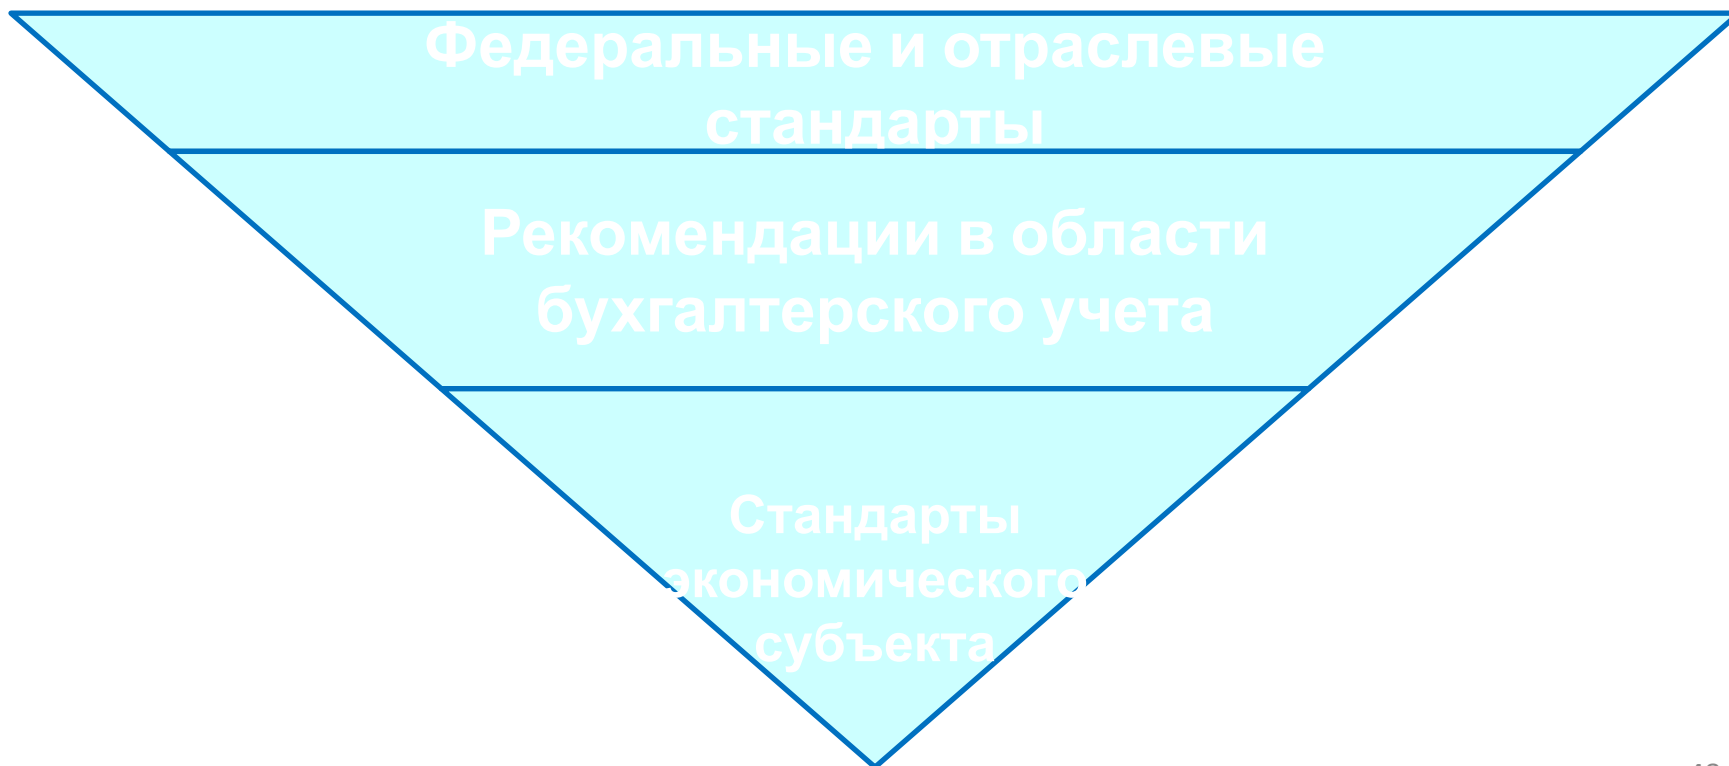 Федеральные и отраслевые
стандарты
Рекомендации в области
бухгалтерского учета
Стандарты
экономического
субъекта